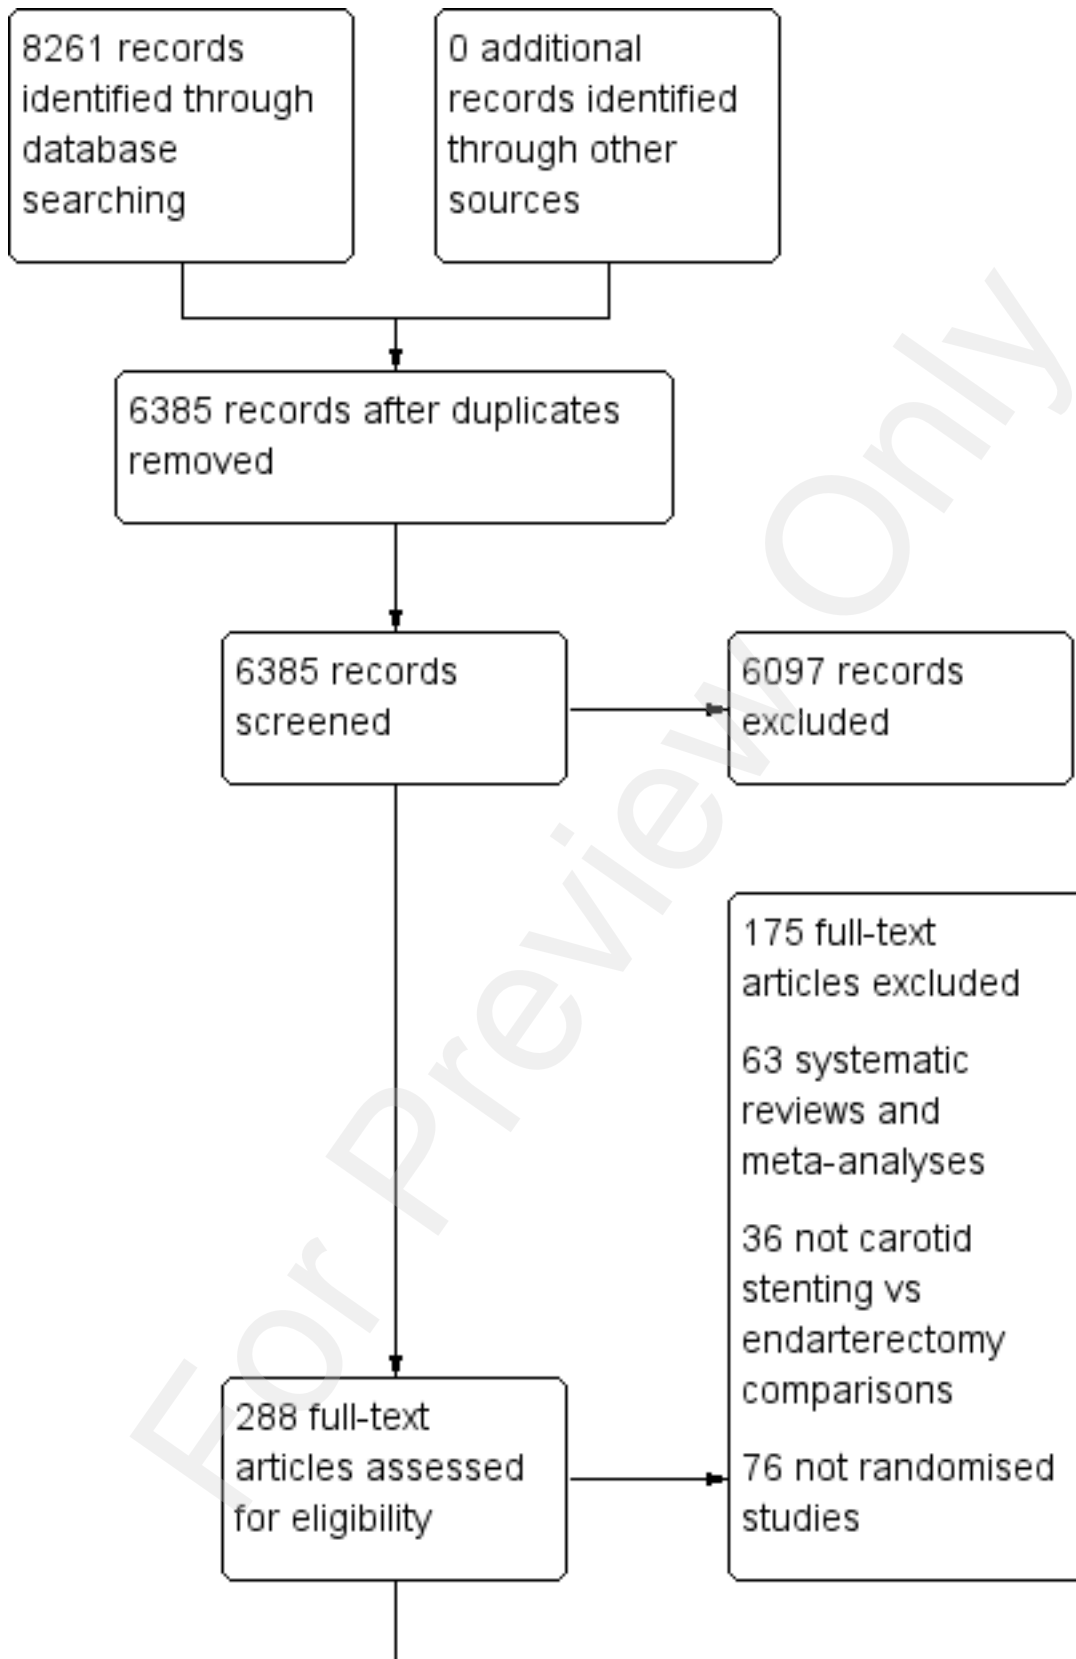 8261 records
identified through
database
searching
0 additional
records identified
through other
sources
6385 records after duplicates
removed
6385 records
screened
6097 records
excluded
175 full-text
articles excluded
63 systematic
reviews and
meta-analyses
36 not carotid
stenting vs
endarterectomy
comparisons
76 not randomised
studies
288 full-text
articles assessed
for eligibility
For Preview Only